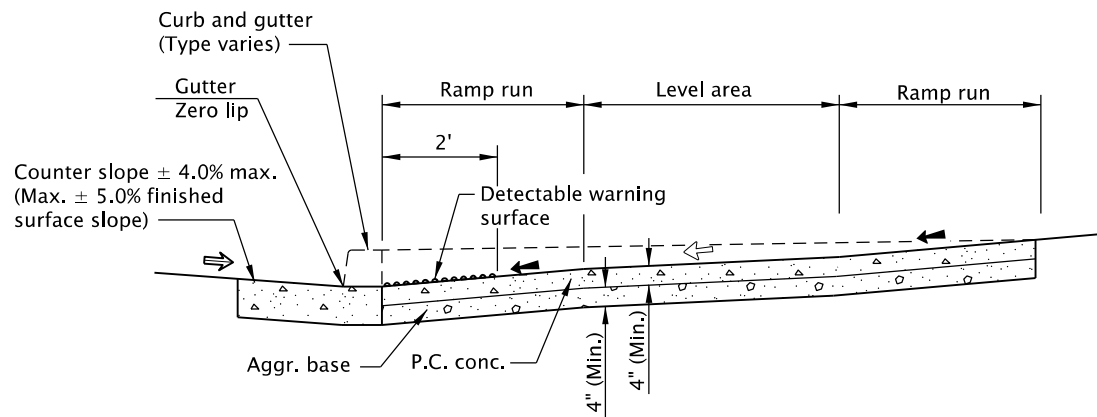 Curb and gutter
(Type varies)
Gutter
Zero lip
Ramp run
Level area
Ramp run
2'
Counter slope ± 4.0% max.
(Max. ± 5.0% finished
surface slope)
Detectable warning
surface
Aggr. base
P.C. conc.
4" (Min.)
4" (Min.)